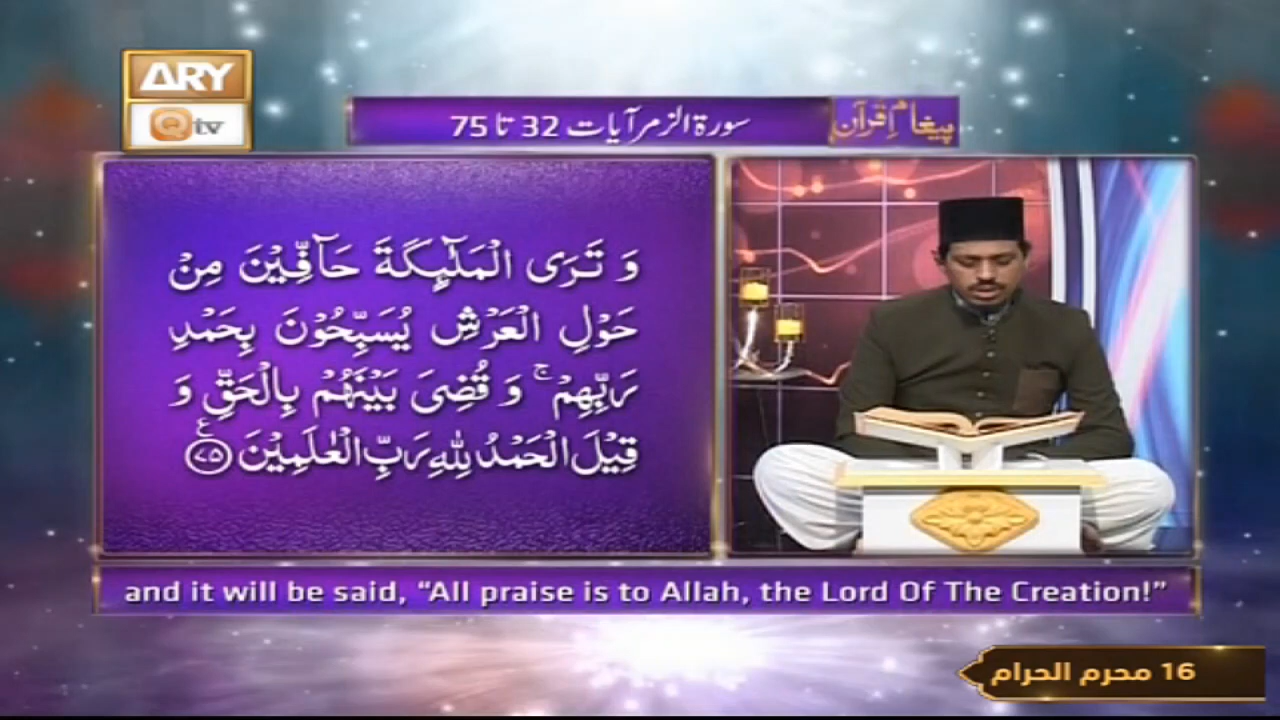 ARY
Qtv
پیغامِ قرآن
سورۃ الزمر آیات 32 تا 75
وَ تَرَی الْمَلٰٓىِٕكَةَ حَآفِّیْنَ مِنْ
حَوْلِ الْعَرْشِ یُسَبِّحُوْنَ بِحَمْدِ
رَبِّهِمْ ۚ وَ قُضِیَ بَیْنَهُمْ بِالْحَقِّ وَ
قِیْلَ الْحَمْدُ لِلّٰهِ رَبِّ الْعٰلَمِیْنَ ۧ۷۵
and it will be said, “All praise is to Allah, the Lord Of The Creation!”
16 محرم الحرام